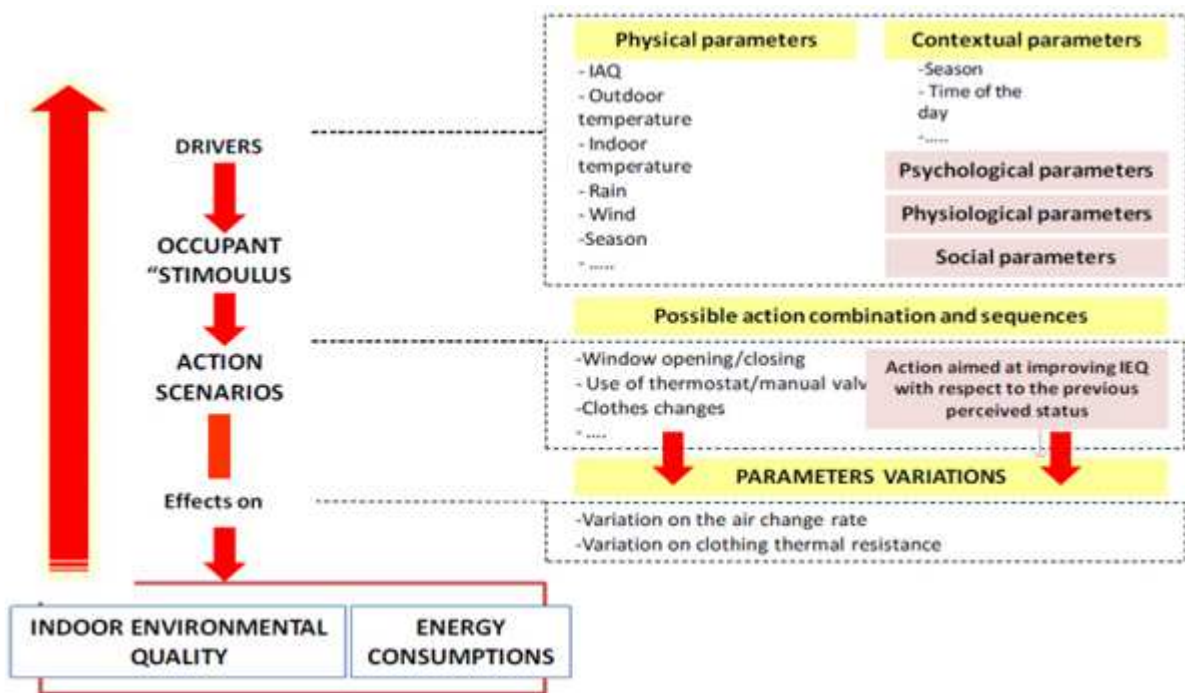 DRIVERS
OCCUPANT
“STIMOULUS
ACTION
SCENARIOS
Effects on
INDOOR ENVIRONMENTAL
QUALITY
ENERGY
CONSUMPTIONS
Physical parameters
- IAQ
- Outdoor
temperature
- Indoor
temperature
- Rain
- Wind
-Season
- .....
Contextual parameters
-Season
- Time of the
day
-.....
Psychological parameters
Physiological parameters
Social parameters
Possible action combination and sequences
-Window opening/closing
- Use of thermostat/manual valv
-Clothes changes
- ....
Action aimed at improving IEQ
with respect to the previous
perceived status
PARAMETERS VARIATIONS
-Variation on the air change rate
-Variation on clothing thermal resistance